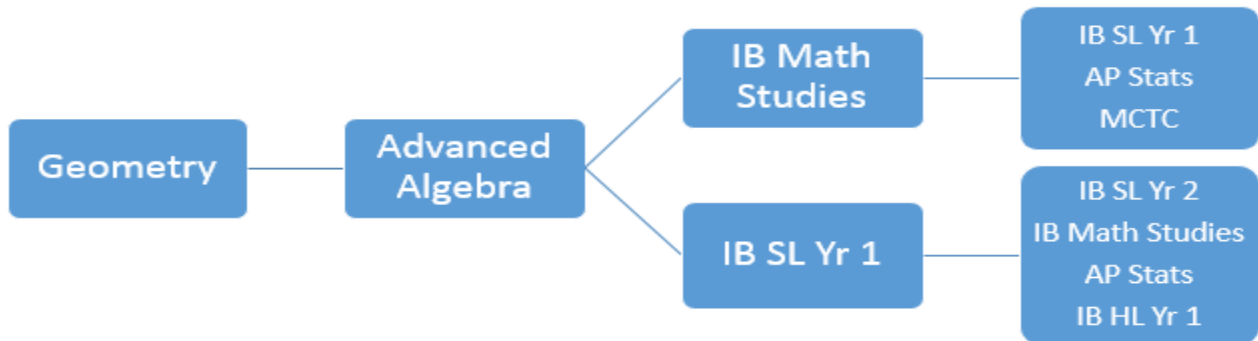 Geometry
Advanced
Algebra
IB Math
Studies
IB SL Yr 1
AP Stats
MCTC
IB SL Yr 1
IB SL Yr 2
IB Math Studies
AP Stats
IB HL Yr 1